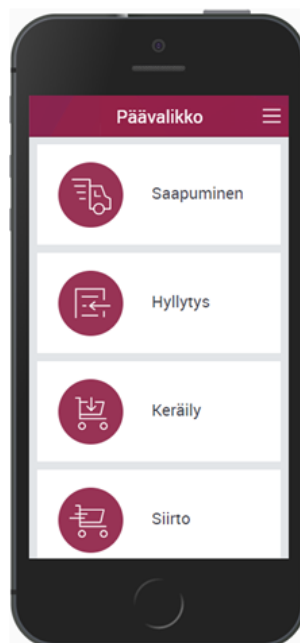 Päävalikko
Saapuminen
Hyllytys
Keräily
Siirto